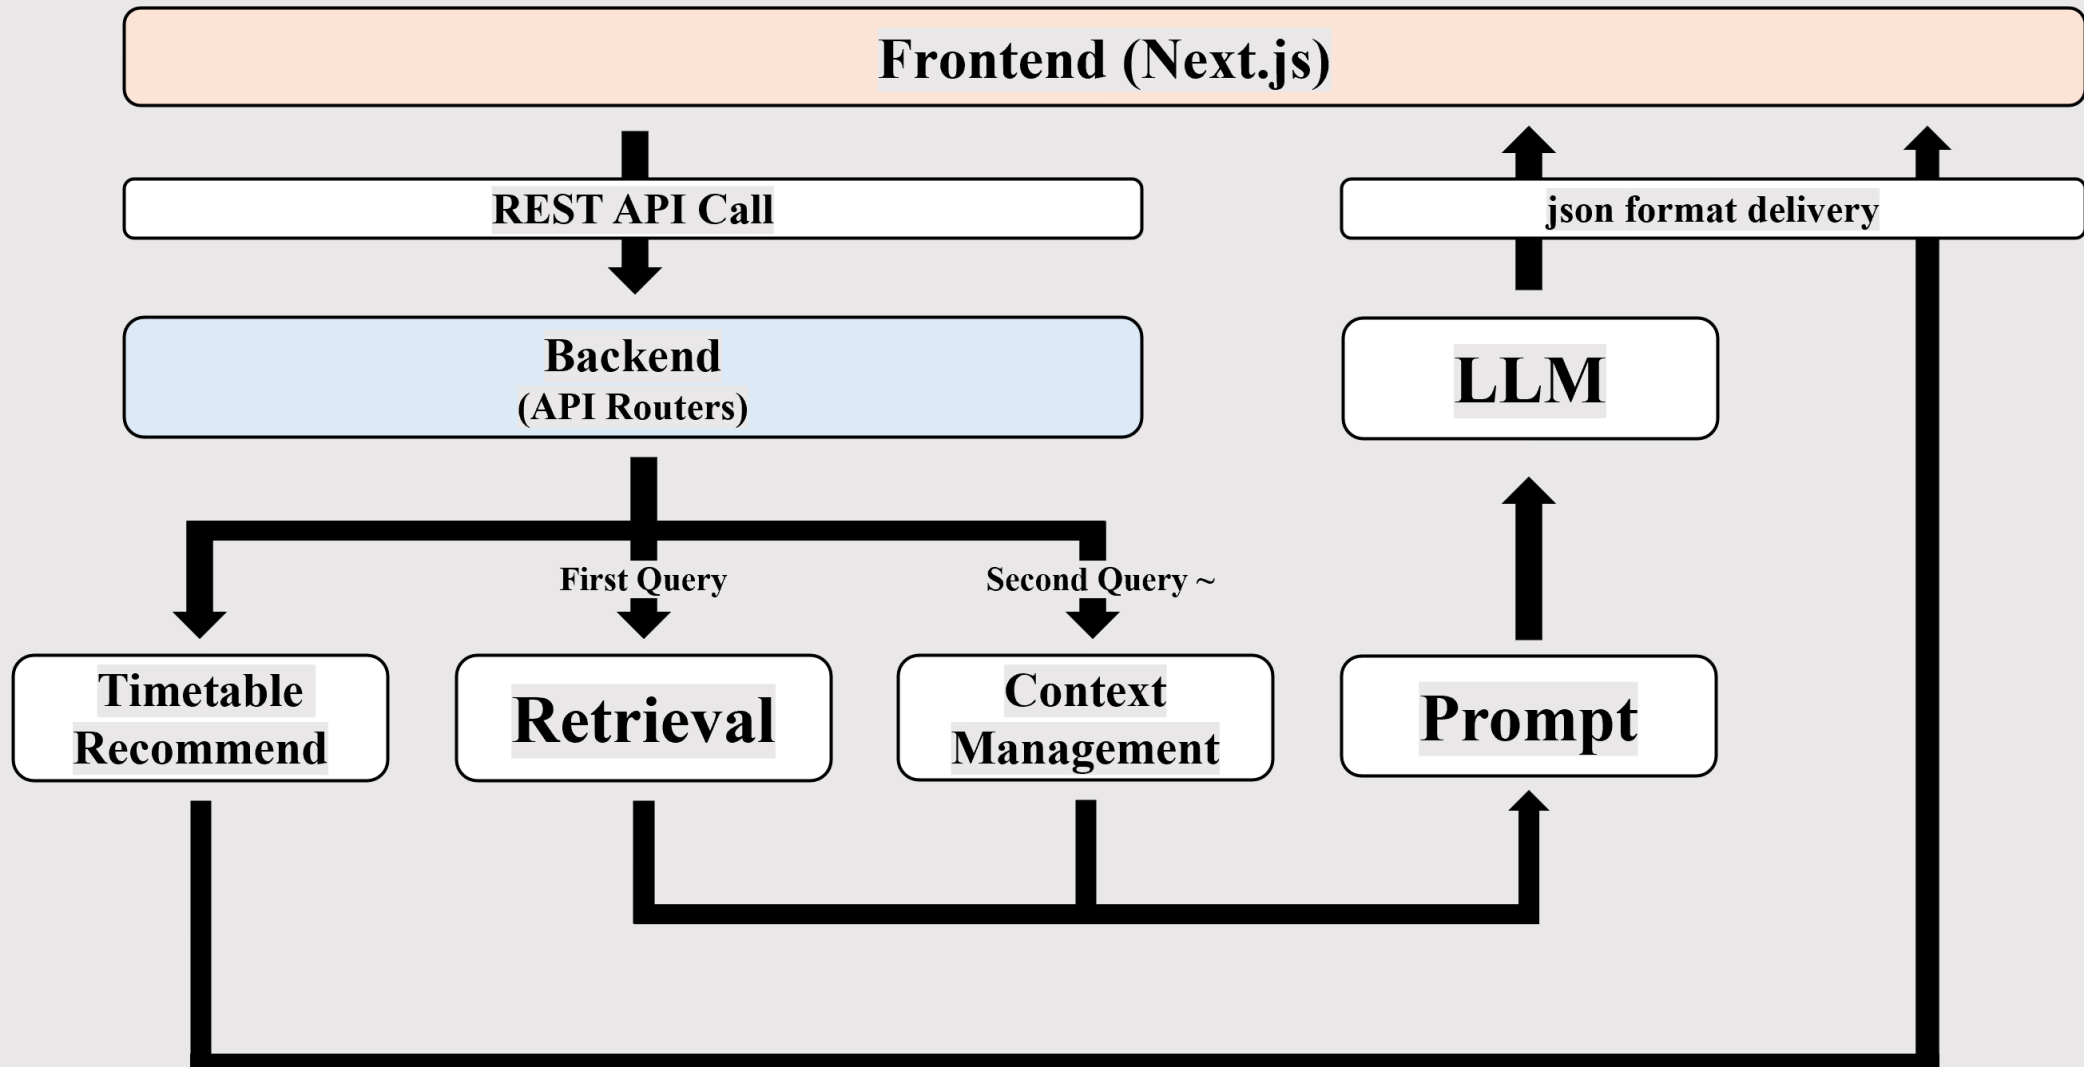 Frontend (Next.js)
REST API Call
json format delivery
Backend
(API Routers)
LLM
First Query
Second Query ~
Timetable
Recommend
Retrieval
Context
Management
Prompt